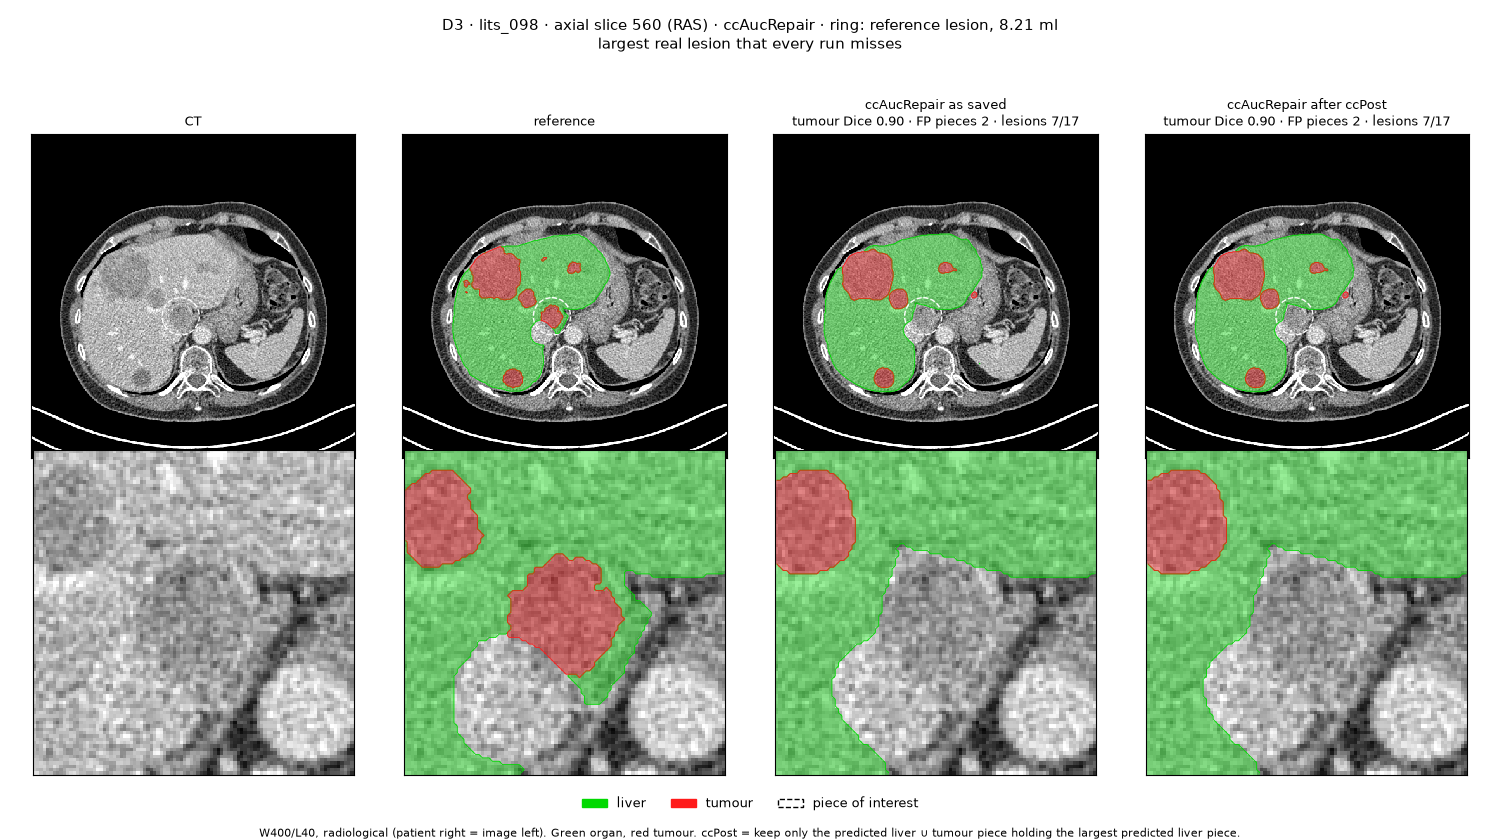 D3 · lits_098 · axial slice 560 (RAS) · ccAucRepair · ring: reference lesion, 8.21 ml
largest real lesion that every run misses
CT
reference
ccAucRepair as saved
tumour Dice 0.90 · FP pieces 2 · lesions 7/17
ccAucRepair after ccPost
tumour Dice 0.90 · FP pieces 2 · lesions 7/17
liver
tumour
piece of interest
W400/L40, radiological (patient right = image left). Green organ, red tumour. ccPost = keep only the predicted liver ∪ tumour piece holding the largest predicted liver piece.